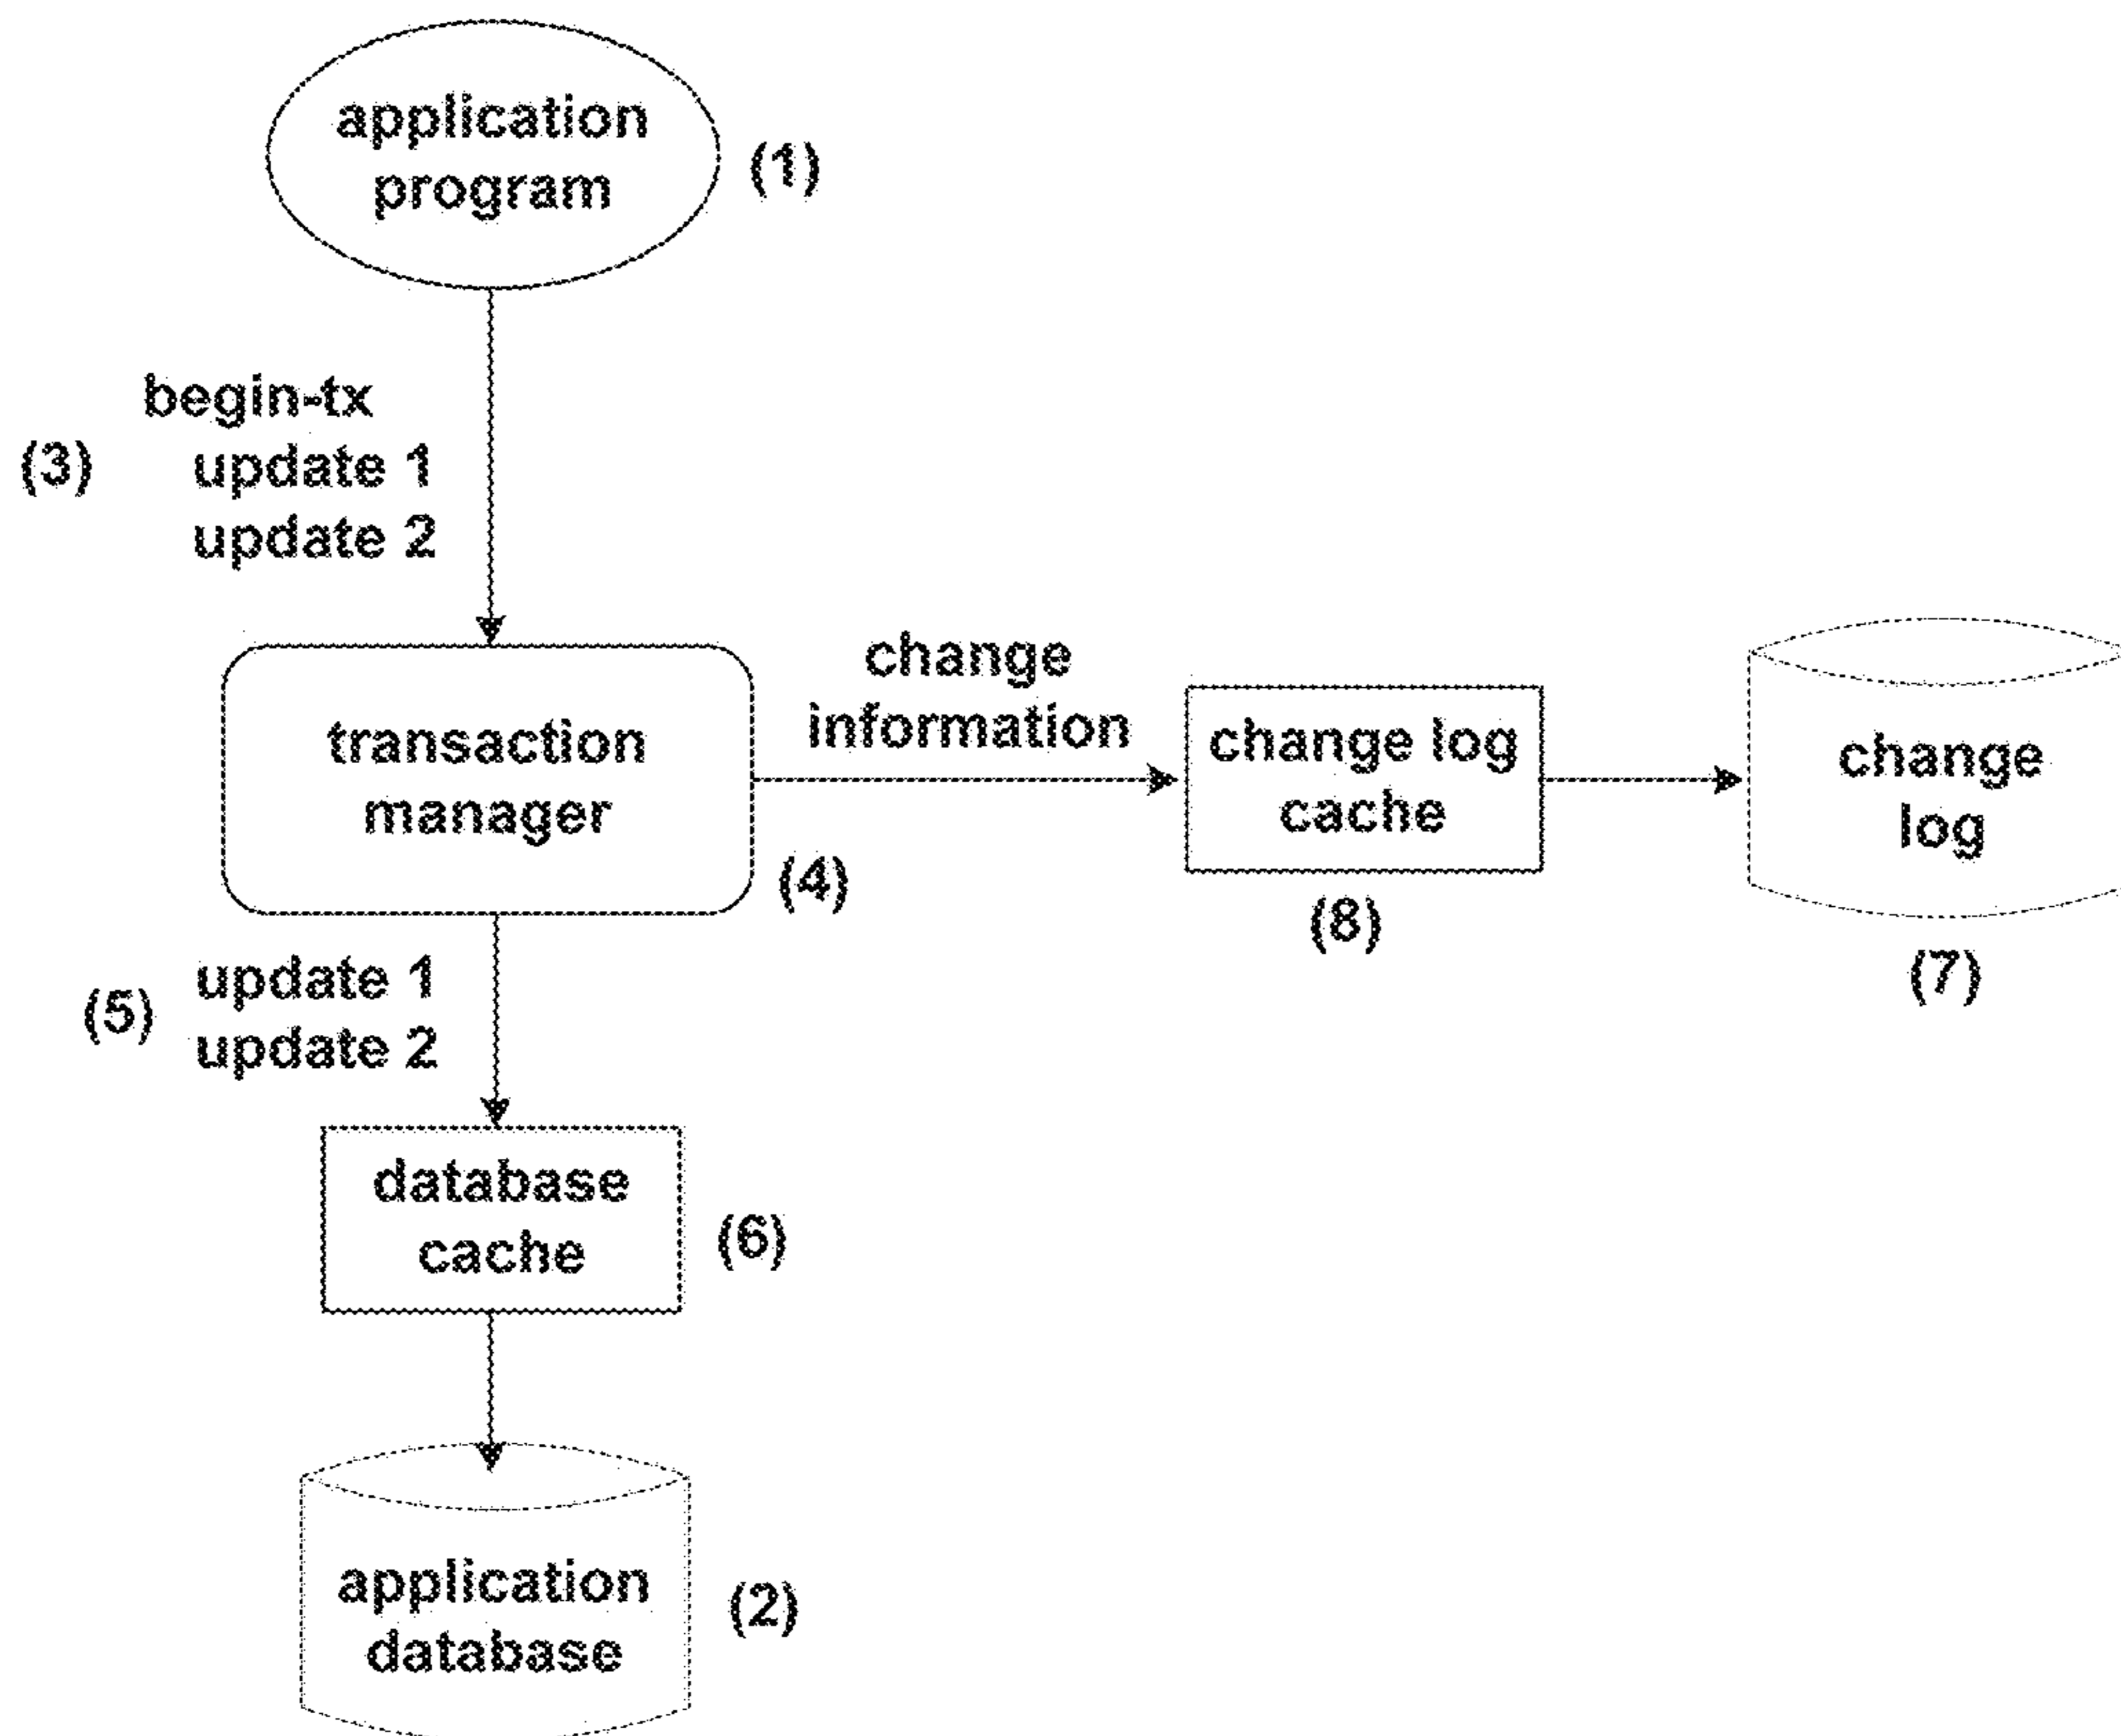 application
program
(1)
begin-tx
(3)
update 1
update 2
transaction
manager
(4)
change
information
change log
cache
(8)
change
log
(7)
(5)
update 1
update 2
database
cache
(6)
application
database
(2)